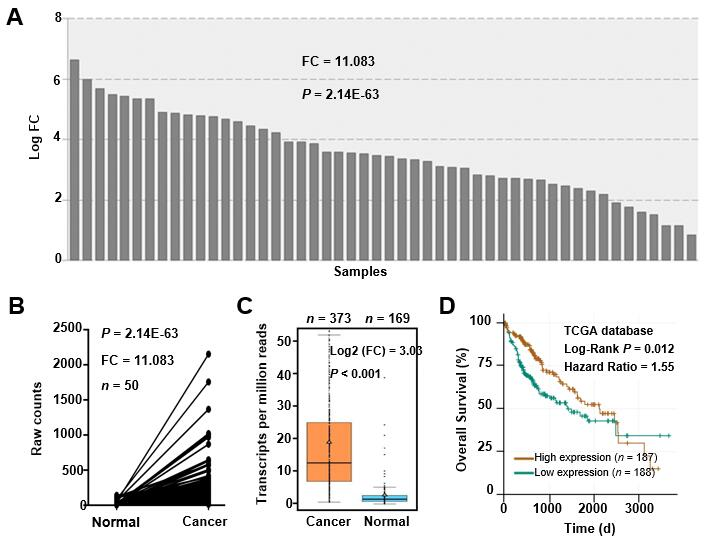 A
8
6
4
2
0
Log FC
FC = 11.083
P = 2.14E-63
Samples
B
2500
2000
1500
1000
500
0
Raw counts
P = 2.14E-63
FC = 11.083
n = 50
Normal Cancer
C
n = 373 n = 169
50
40
30
20
10
0
Transcripts per million reads
Log2 (FC) = 3.03
P < 0.001
Cancer Normal
D
100
75
50
25
0
Overall Survival (%)
TCGA database
Log-Rank P = 0.012
Hazard Ratio = 1.55
High expression (n = 187)
Low expression (n = 188)
0 1000 2000 3000
Time (d)